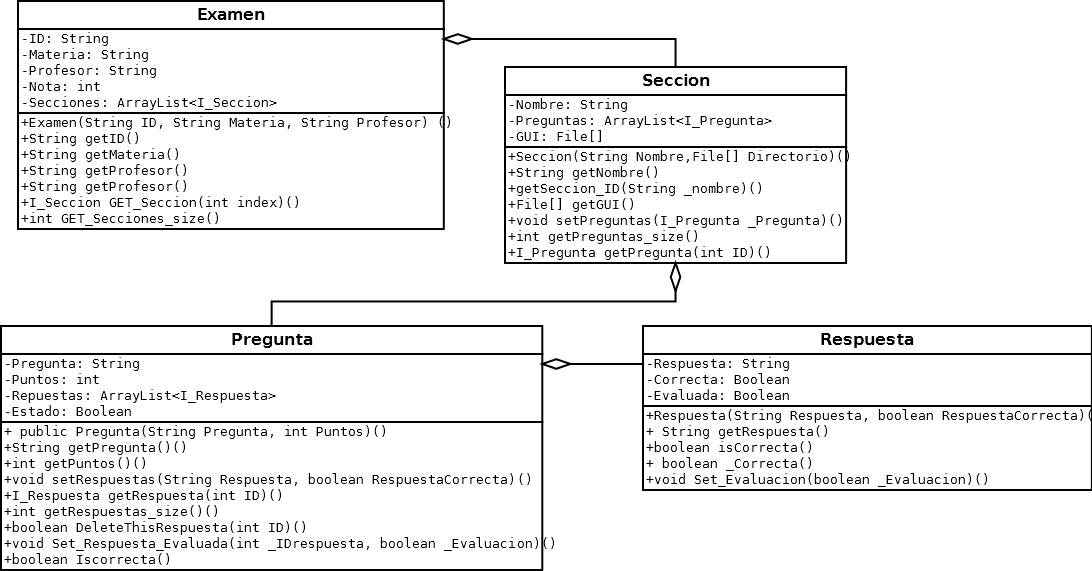 Examen
-ID: String
-Materia: String
-Profesor: String
-Nota: int
-Secciones: ArrayList<I_Seccion>
+Examen(String ID, String Materia, String Profesor) ()
+String getID()
+String getMateria()
+String getProfesor()
+String getProfesor()
+I_Seccion GET_Seccion(int index)()
+int GET_Secciones_size()
Seccion
-Nombre: String
-Preguntas: ArrayList<I_Pregunta>
-GUI: File[]
+Seccion(String Nombre,File[] Directorio)()
+String getNombre()
+getSeccion_ID(String _nombre)()
+File[] getGUI()
+void setPreguntas(I_Pregunta _Pregunta)()
+int getPreguntas_size()
+I_Pregunta getPregunta(int ID)()
Pregunta
-Pregunta: String
-Puntos: int
-Repuestas: ArrayList<I_Respuesta>
-Estado: Boolean
+ public Pregunta(String Pregunta, int Puntos)()
+String getPregunta()()
+int getPuntos()()
+void setRespuestas(String Respuesta, boolean RespuestaCorrecta)()
+I_Respuesta getRespuesta(int ID)()
+int getRespuestas_size()()
+boolean DeleteThisRespuesta(int ID)()
+void Set_Respuesta_Evaluada(int _IDrespuesta, boolean _Evaluacion)()
+boolean Iscorrecta()
Respuesta
-Respuesta: String
-Correcta: Boolean
-Evaluada: Boolean
+Respuesta(String Respuesta, boolean RespuestaCorrecta)(
+ String getRespuesta()
+boolean isCorrecta()
+ boolean _Correcta()
+void Set_Evaluacion(boolean _Evaluacion)()